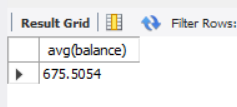 Result Grid Filter Rows:
avg(balance)
675.5054